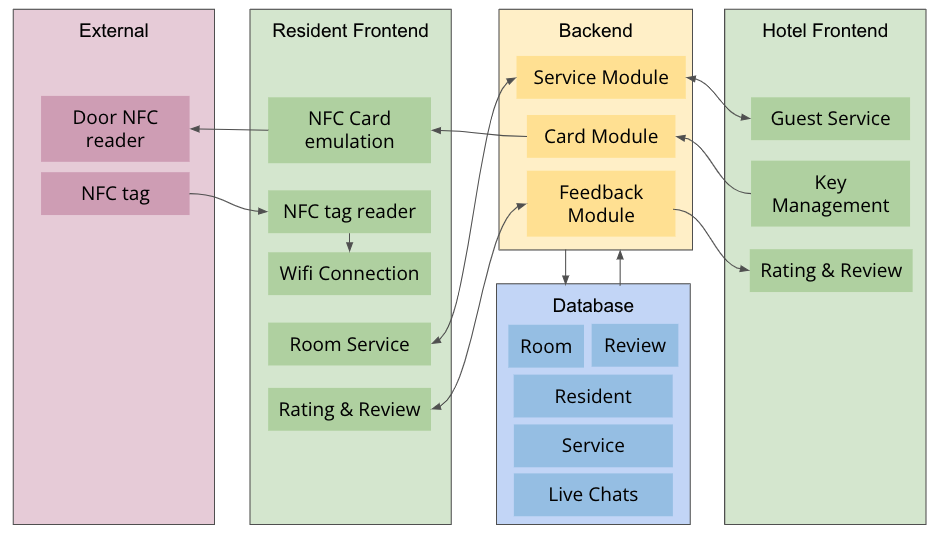 External
Door NFC
reader
NFC tag
Resident Frontend
NFC Card
emulation
NFC tag reader
Wifi Connection
Room Service
Rating & Review
Backend
Service Module
Card Module
Feedback
Module
Database
Room
Review
Resident
Service
Live Chats
Hotel Frontend
Guest Service
Key
Management
Rating & Review